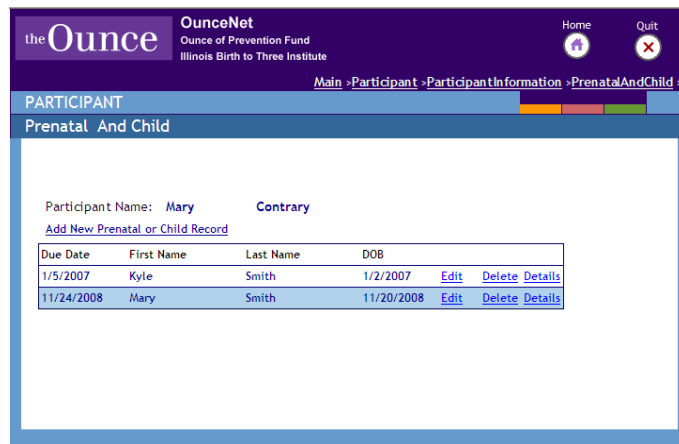 the Ounce
OunceNet
Ounce of Prevention Fund
Illinois Birth to Three Institute
Home
Quit
Main >Participant >ParticipantInformation >PrenatalAndChild >
PARTICIPANT
Prenatal And Child
Participant Name: Mary Contrary
Add New Prenatal or Child Record
Due Date First Name Last Name DOB
1/5/2007 Kyle Smith 1/2/2007 Edit Delete Details
11/24/2008 Mary Smith 11/20/2008 Edit Delete Details